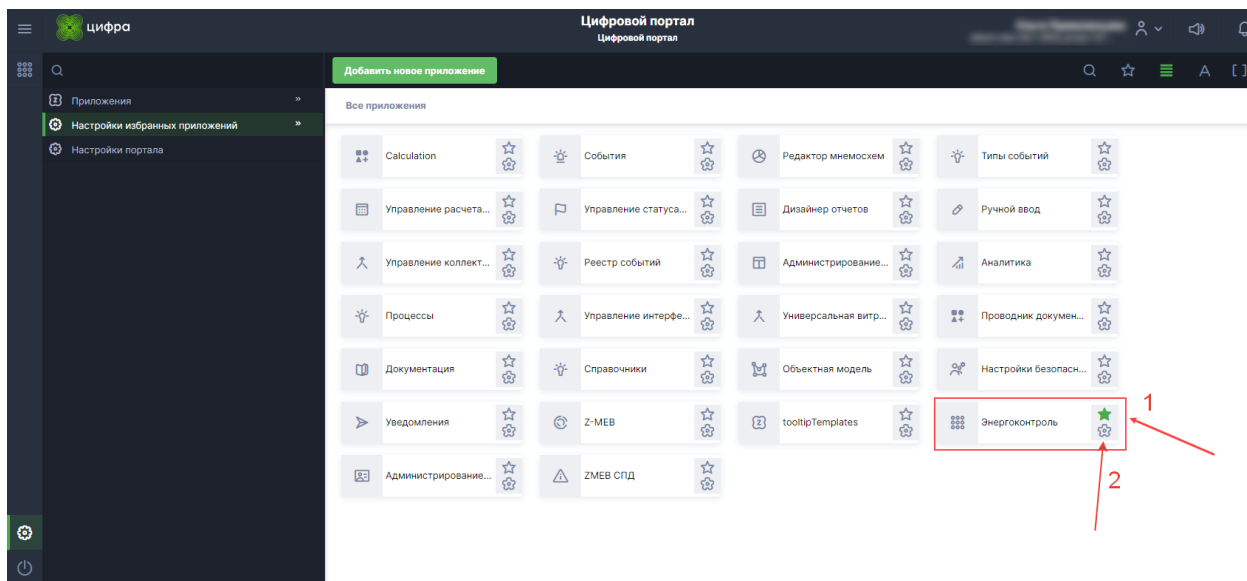 цифра
Цифровой портал
Цифровой портал
Добавить новое приложение
A
Приложения
Настройки избранных приложений
Настройки портала
Все приложения
Calculation
События
Редактор мнемосхем
Типы событий
Управление расчета...
Управление статуса...
Дизайнер отчетов
Ручной ввод
Управление коллект...
Реестр событий
Администрирование...
Аналитика
Процессы
Управление интерфе...
Универсальная витр...
Проводник докумен...
Документация
Справочники
Объектная модель
Настройки безопасн...
Уведомления
Z-MEB
tooltipTemplates
Энергоконтроль
1
2
Администрирование...
ZMEB СПД